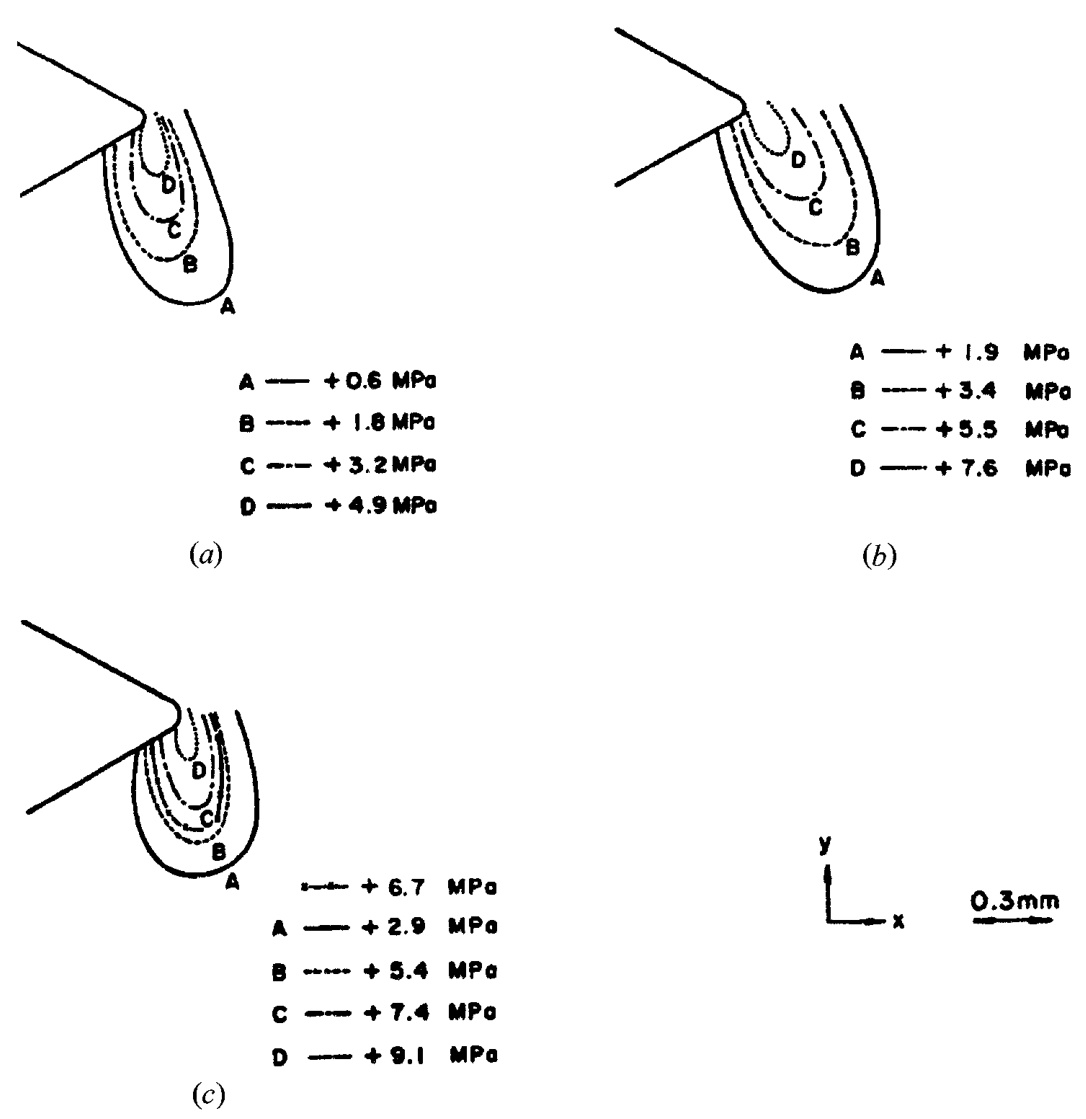 D
C
B
A
A + 0.6 MPa
B + 1.8 MPa
C + 3.2 MPa
D + 4.9 MPa
(a)
D
C
B
A
A + 1.9 MPa
B + 3.4 MPa
C + 5.5 MPa
D + 7.6 MPa
(b)
D
C
B
A
+ 6.7 MPa
A + 2.9 MPa
B + 5.4 MPa
C + 7.4 MPa
D + 9.1 MPa
(c)
y
x
0.3mm